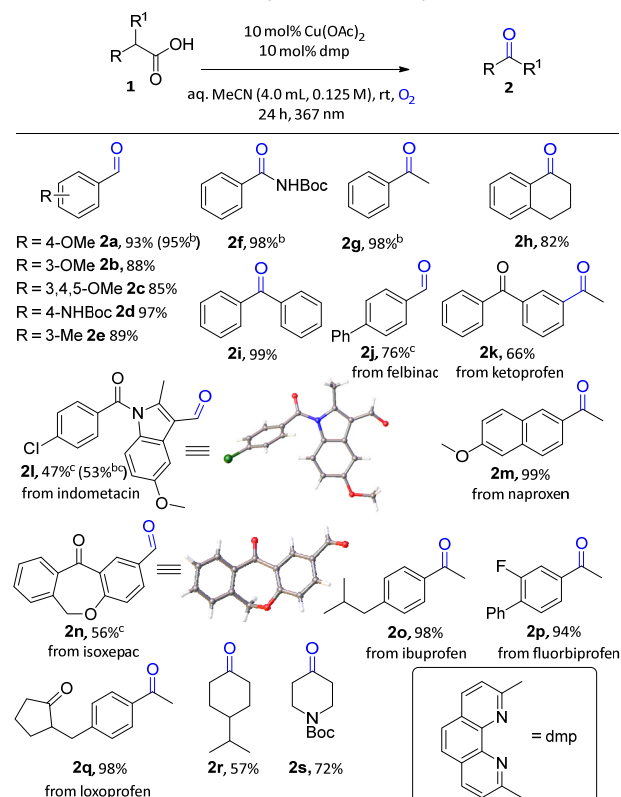 10 mol% Cu(OAc)2
10 mol% dmp
R1
R
OH
O
1
aq. MeCN (4.0 mL, 0.125 M), rt, O2
24 h, 367 nm
O
R
R1
2
O
R
O
NHBoc
O
O
R = 4-OMe 2a, 93% (95%b)
R = 3-OMe 2b, 88%
R = 3,4,5-OMe 2c 85%
R = 4-NHBoc 2d 97%
R = 3-Me 2e 89%
2f, 98%b
2g, 98%b
2h, 82%
O
O
Ph
O
O
2i, 99%
2j, 76%c
from felbinac
2k, 66%
from ketoprofen
O
N
O
Cl
O
2l, 47%c (53%bc)
from indometacin
O
O
2m, 99%
from naproxen
O
O
O
2n, 56%c
from isoxepac
O
2o, 98%
from ibuprofen
O
F
Ph
2p, 94%
from fluorbiprofen
O
O
2q, 98%
from loxoprofen
O
2r, 57%
O
N
Boc
2s, 72%
N
N
= dmp